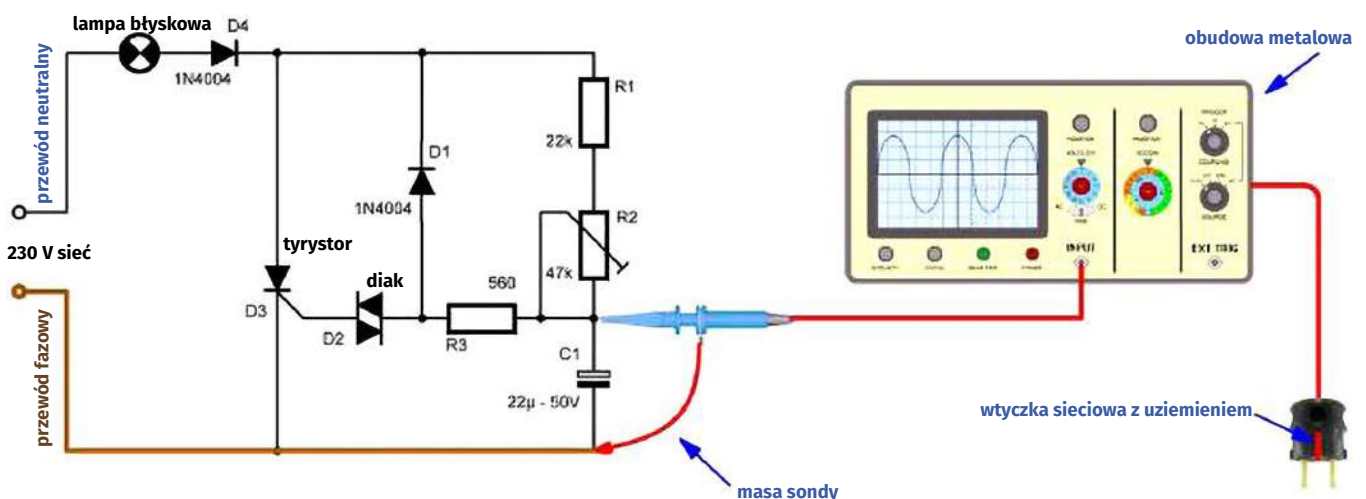 lampa błyskowa
D4
1N4004
przewód neutralny
230 V sieć
przewód fazowy
tyrystor
D3
diak
D2
D1
1N4004
560
R3
R1
22k
R2
47k
C1
22µ - 50V
masa sondy
obudowa metalowa
INPUT
EXT TRIG
wtyczka sieciowa z uziemieniem